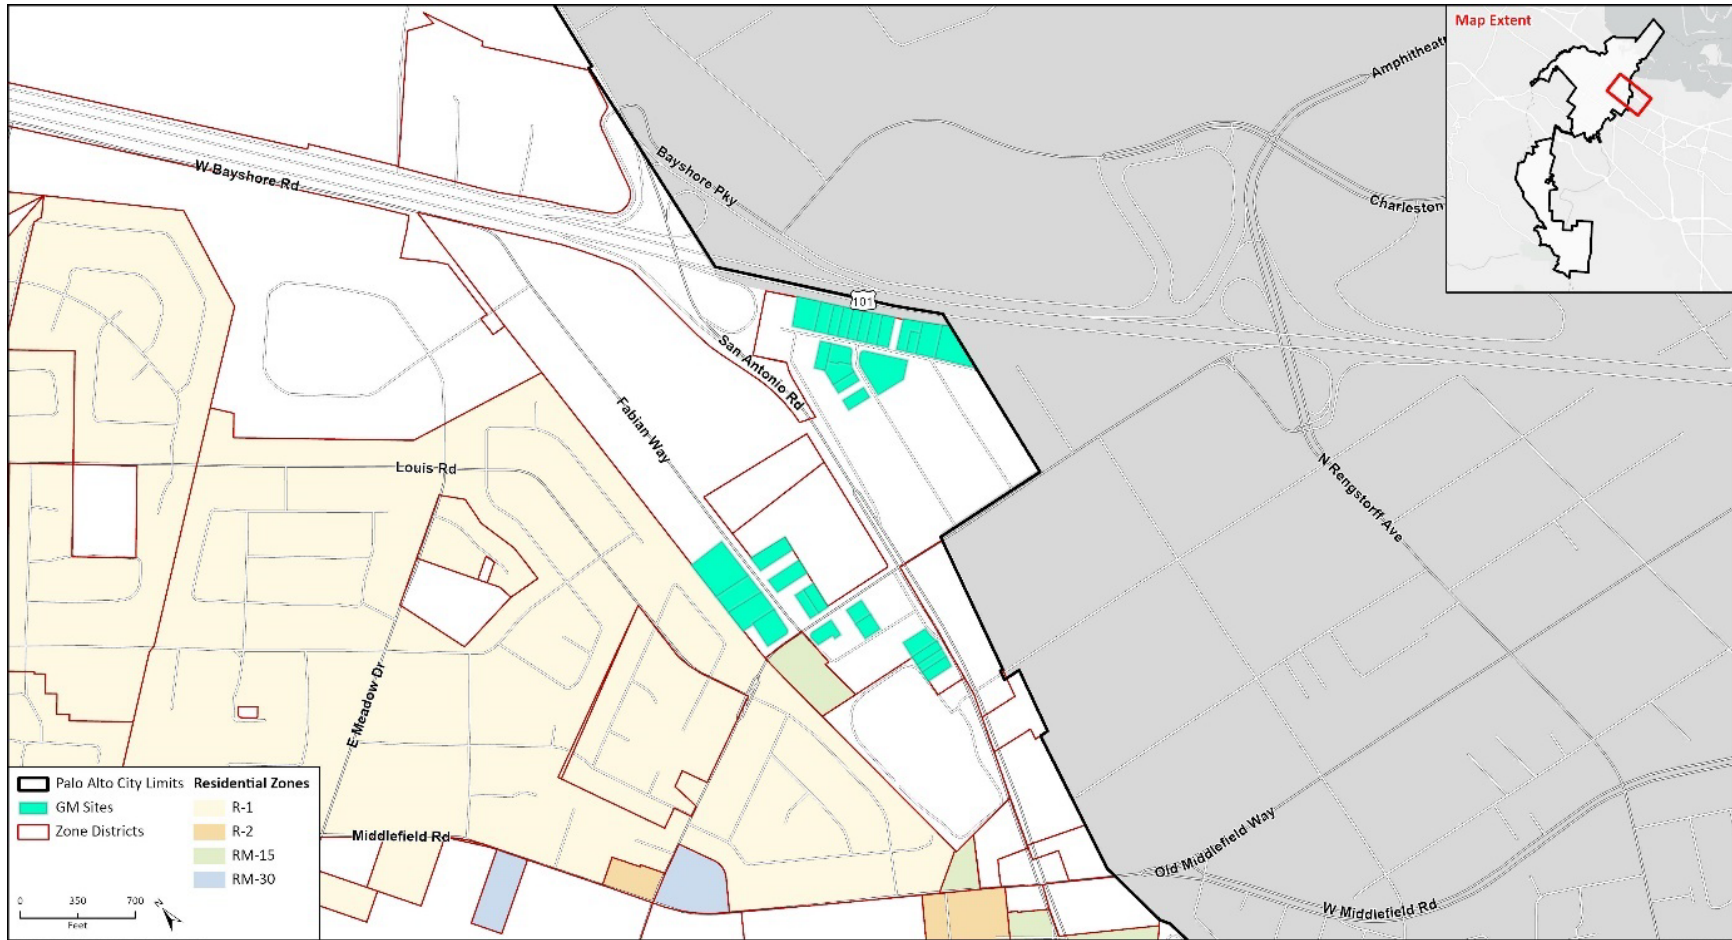 Map Extent
Amphitheatr
Bayshore Pky
W Bayshore Rd
Charleston
101
San Antonio Rd
Fabian Way
Louis Rd
N Rengstorff Ave
E Meadow Dr
Palo Alto City Limits
GM Sites
Zone Districts
Residential Zones
R-1
R-2
RM-15
RM-30
0 350 700
Feet
N
Middlefield Rd
Old Middlefield Way
W Middlefield Rd